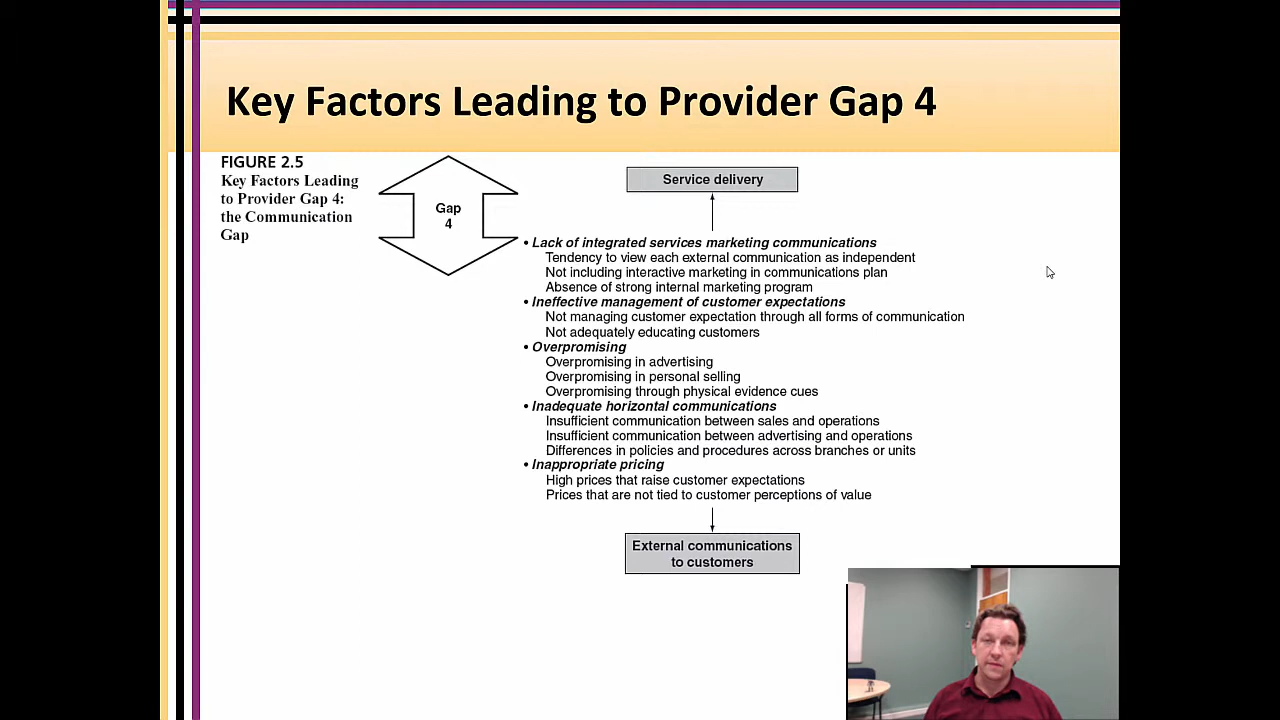 Key Factors Leading to Provider Gap 4
FIGURE 2.5
Key Factors Leading
to Provider Gap 4:
the Communication
Gap
Gap
4
Service delivery
• Lack of integrated services marketing communications
Tendency to view each external communication as independent
Not including interactive marketing in communications plan
Absence of strong internal marketing program
• Ineffective management of customer expectations
Not managing customer expectation through all forms of communication
Not adequately educating customers
• Overpromising
Overpromising in advertising
Overpromising in personal selling
Overpromising through physical evidence cues
• Inadequate horizontal communications
Insufficient communication between sales and operations
Insufficient communication between advertising and operations
Differences in policies and procedures across branches or units
• Inappropriate pricing
High prices that raise customer expectations
Prices that are not tied to customer perceptions of value
External communications
to customers